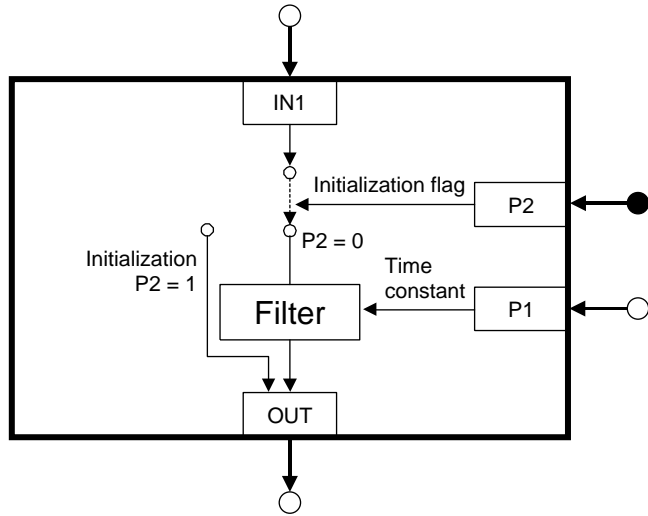 IN1
Initialization flag
P2
P2 = 0
Initialization
P2 = 1
Time
constant
Filter
P1
OUT